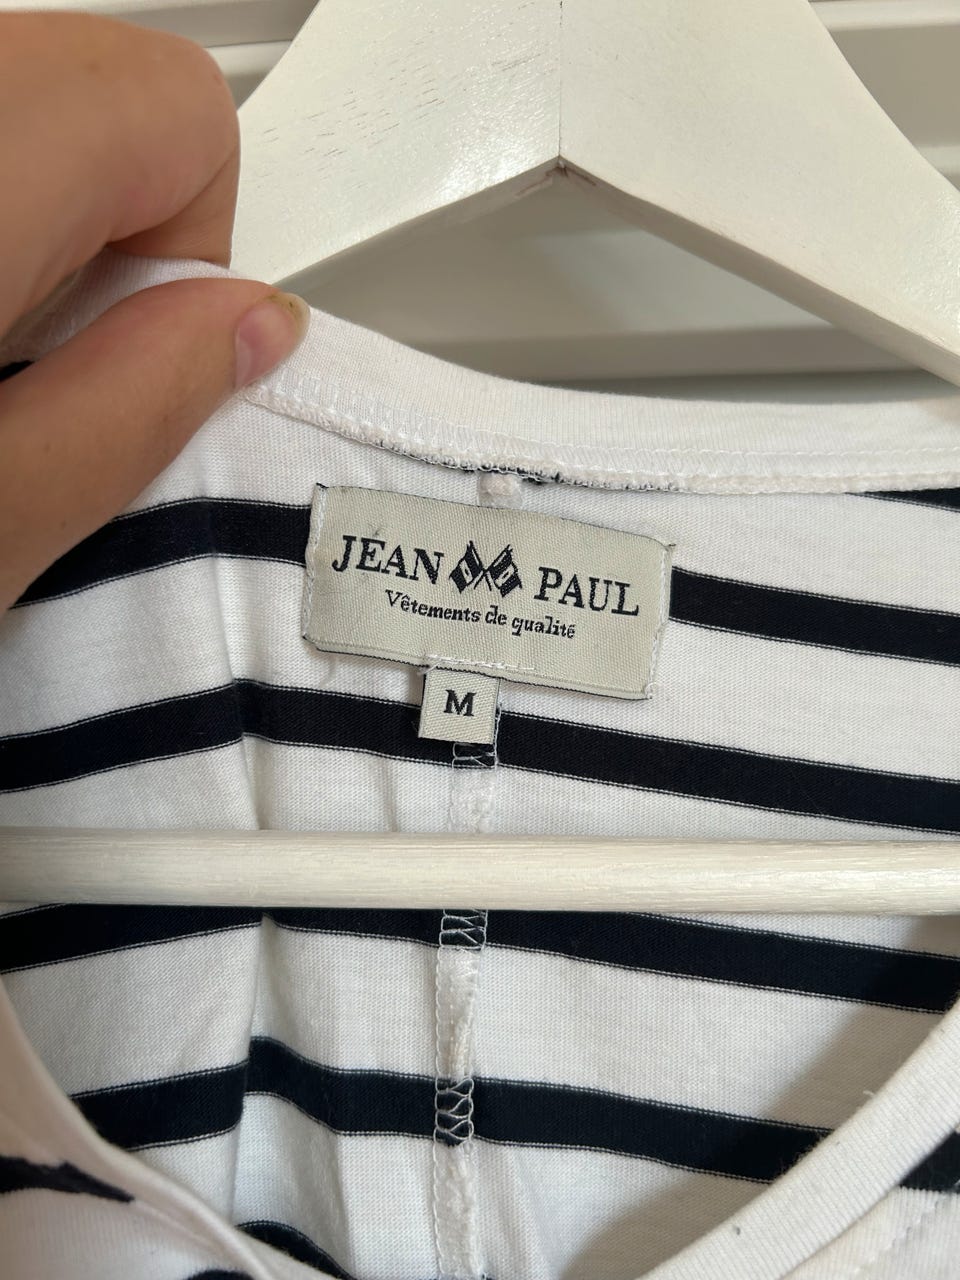 JEAN PAUL
Vêtements de qualité
M